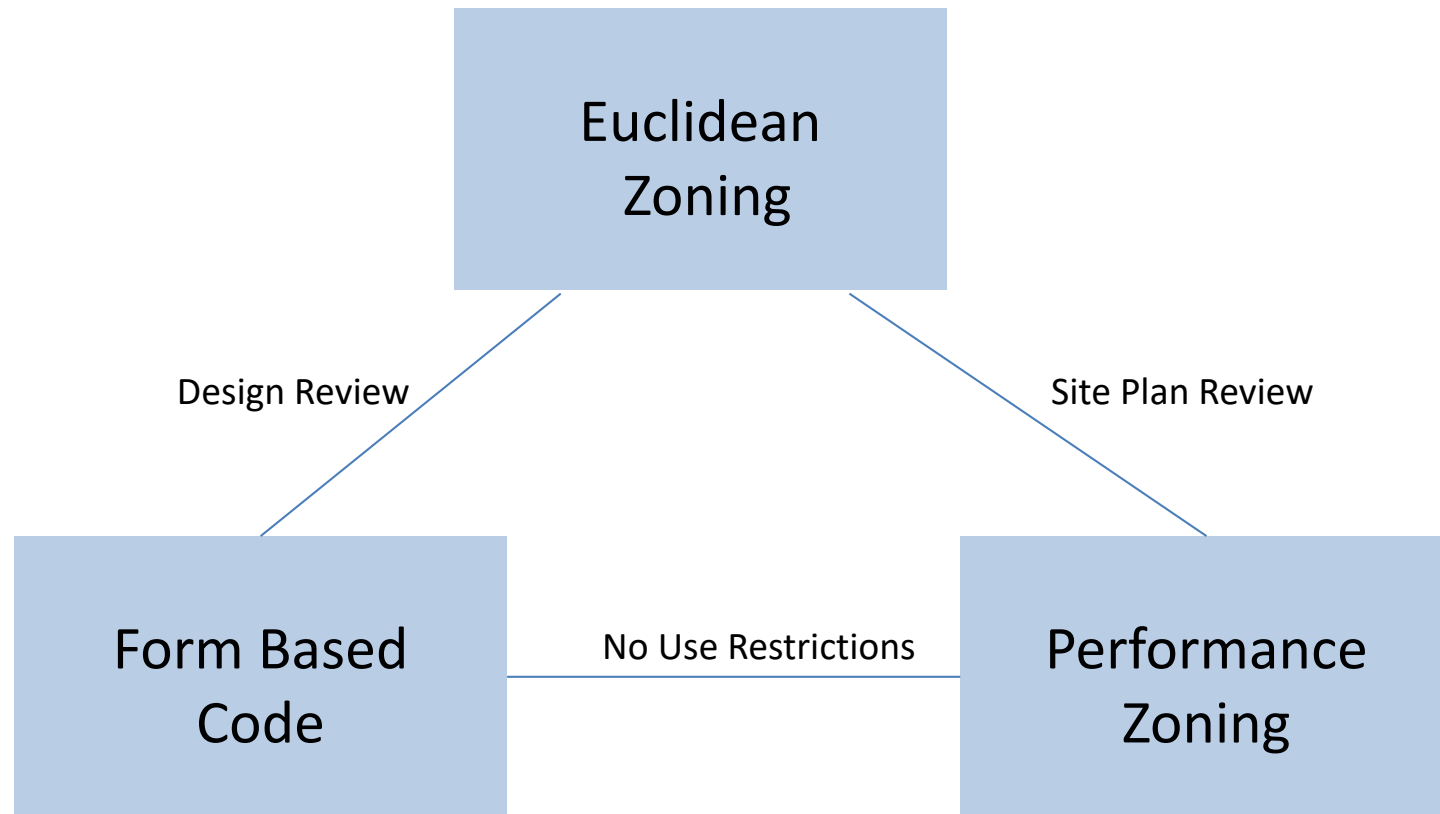 Euclidean
Zoning
Design Review
Site Plan Review
Form Based
Code
No Use Restrictions
Performance
Zoning